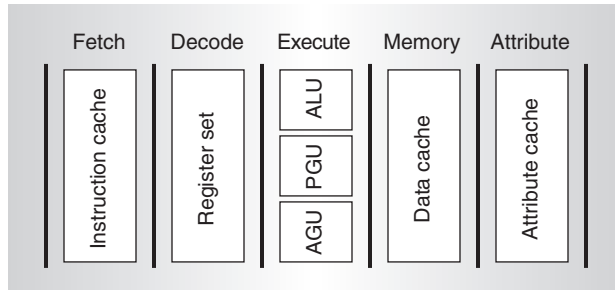 Fetch Decode Execute Memory Attribute
Instruction cache
Register set
ALU
PGU
AGU
Data cache
Attribute cache